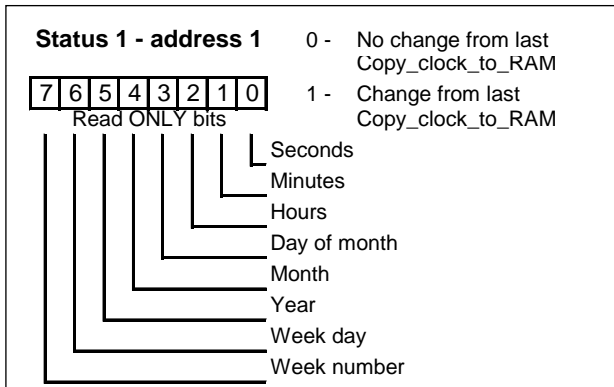 Status 1 - address 1
0 - No change from last
Copy_clock_to_RAM
7 6 5 4 3 2 1 0
1 - Change from last
Copy_clock_to_RAM
Read ONLY bits
Seconds
Minutes
Hours
Day of month
Month
Year
Week day
Week number